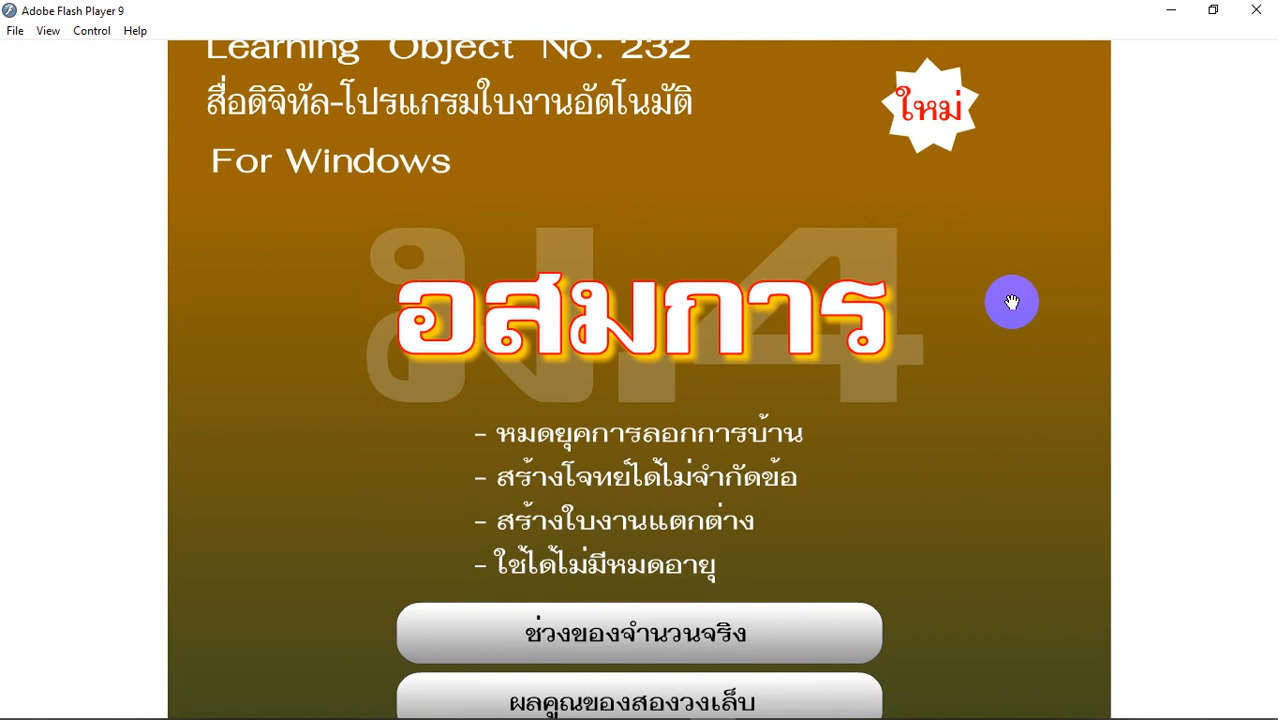 Adobe Flash Player 9
File View Control Help
Learning Object No. 232
สื่อดิจิทัล-โปรแกรมใบงานอัตโนมัติ
ใหม่
For Windows
ม.4
อสมการ
- หมดยุคการลอกการบ้าน
- สร้างโจทย์ได้ไม่จำกัดข้อ
- สร้างใบงานแตกต่าง
- ใช้ได้ไม่มีหมดอายุ
ช่วงของจำนวนจริง
ผลคูณของสองวงเล็บ